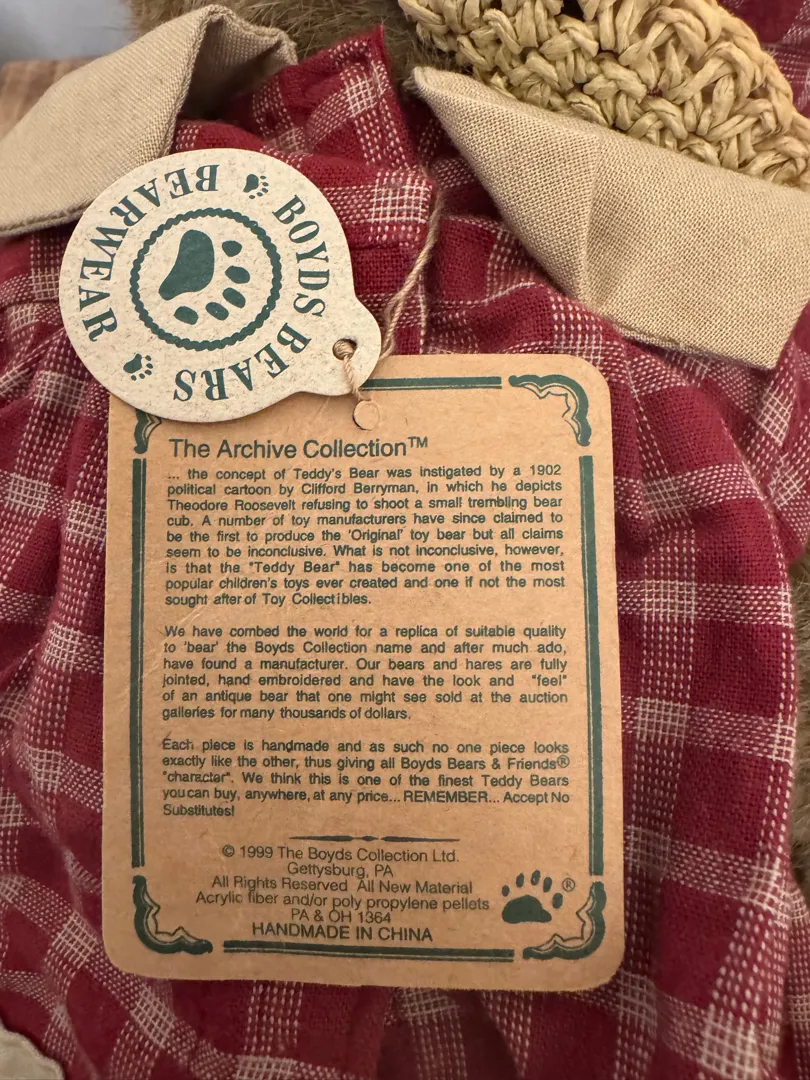 BOYDS BEARS
BEARWEAR
The Archive Collection™
... the concept of Teddy's Bear was instigated by a 1902
political cartoon by Clifford Berryman, in which he depicts
Theodore Roosevelt refusing to shoot a small trembling bear
cub. A number of toy manufacturers have since claimed to
be the first to produce the 'Original' toy bear but all claims
seem to be inconclusive. What is not inconclusive, however,
is that the "Teddy Bear" has become one of the most
popular children's toys ever created and one if not the most
sought after of Toy Collectibles.
We have combed the world for a replica of suitable quality
to 'bear' the Boyds Collection name and after much ado,
have found a manufacturer. Our bears and hares are fully
jointed, hand embroidered and have the look and "feel"
of an antique bear that one might see sold at the auction
galleries for many thousands of dollars.
Each piece is handmade and as such no one piece looks
exactly like the other, thus giving all Boyds Bears & Friends®
"character". We think this is one of the finest Teddy Bears
you can buy, anywhere, at any price... REMEMBER... Accept No
Substitutes!
© 1999 The Boyds Collection Ltd.
Gettysburg, PA
All Rights Reserved All New Material
Acrylic fiber and/or poly propylene pellets
PA & OH 1364
HANDMADE IN CHINA
®